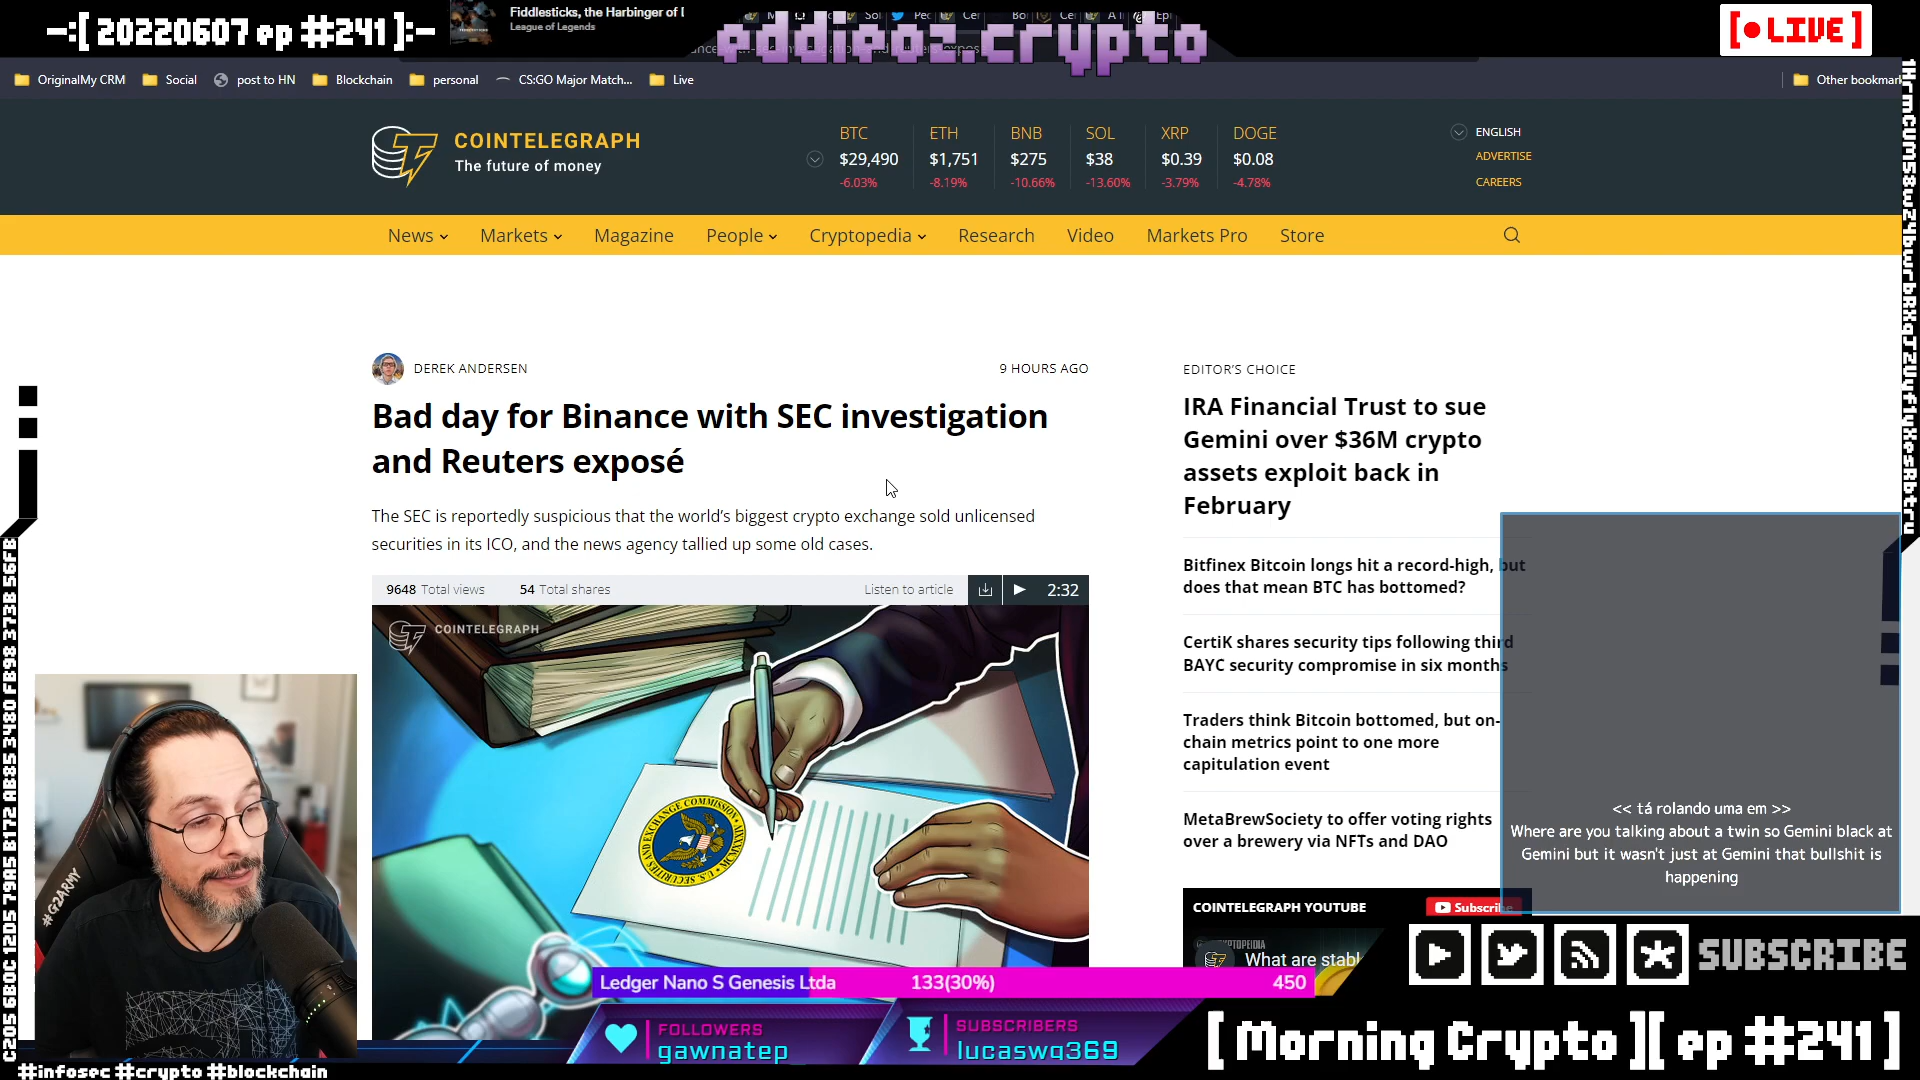 -:[ 20220607 ep #241 ]:-
Fiddlesticks, the Harbinger of
League of Legends
eddieoz.crypto
[ • LIVE ]
OriginalMy CRM
Social
post to HN
Blockchain
personal
CS:GO Major Match...
Live
Other bookmark
COINTELEGRAPH
The future of money
BTC
$29,490
-6.03%
ETH
$1,751
-8.19%
BNB
$275
-10.66%
SOL
$38
-13.60%
XRP
$0.39
-3.79%
DOGE
$0.08
-4.78%
ENGLISH
ADVERTISE
CAREERS
News
Markets
Magazine
People
Cryptopedia
Research
Video
Markets Pro
Store
DEREK ANDERSEN
9 HOURS AGO
Bad day for Binance with SEC investigation
and Reuters exposé
The SEC is reportedly suspicious that the world's biggest crypto exchange sold unlicensed
securities in its ICO, and the news agency tallied up some old cases.
9648 Total views
54 Total shares
Listen to article
2:32
COINTELEGRAPH
EDITOR'S CHOICE
IRA Financial Trust to sue
Gemini over $36M crypto
assets exploit back in
February
Bitfinex Bitcoin longs hit a record-high, but
does that mean BTC has bottomed?
CertiK shares security tips following third
BAYC security compromise in six months
Traders think Bitcoin bottomed, but on-
chain metrics point to one more
capitulation event
MetaBrewSociety to offer voting rights
over a brewery via NFTs and DAO
COINTELEGRAPH YOUTUBE
Subscribe
What are stabl
<< tá rolando uma em >>
Where are you talking about a twin so Gemini black at
Gemini but it wasn't just at Gemini that bullshit is
happening
#G2ARMY
C205 6B0C 12D5 79A5 B172 AB85 3480 FB98 373B 56FB
Ledger Nano S Genesis Ltda
133(30%)
450
FOLLOWERS
gawnatep
SUBSCRIBERS
lucaswq369
SUBSCRIBE
[ Morning Crypto ][ ep #241 ]
#infosec #crypto #blockchain